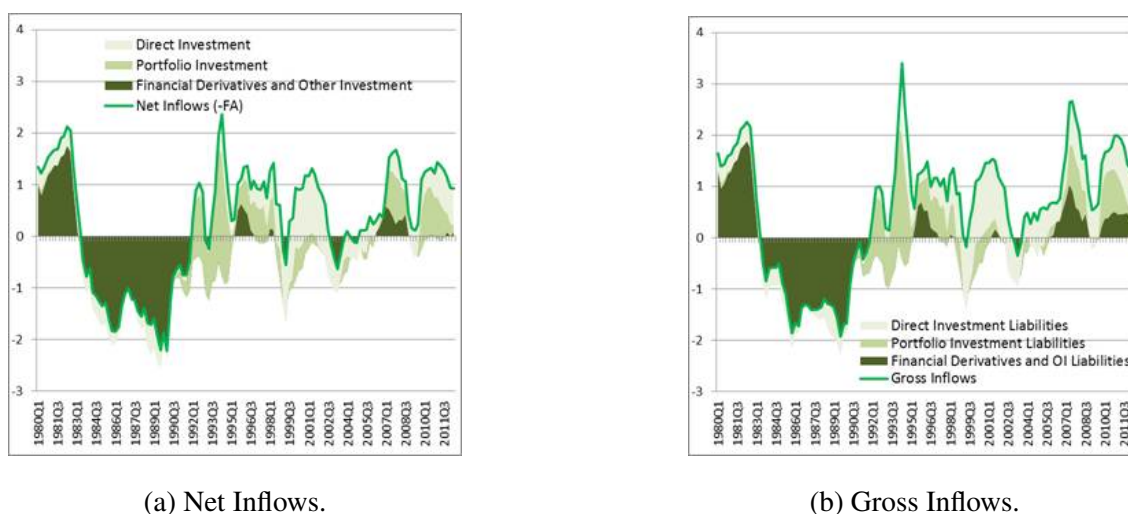 4
3
2
1
0
-1
-2
-3
Direct Investment
Portfolio Investment
Financial Derivatives and Other Investment
Net Inflows (-FA)
1980Q1 1981Q3 1983Q1 1984Q3 1986Q1 1987Q3 1989Q1 1990Q3 1992Q1 1993Q3 1995Q1 1996Q3 1998Q1 1999Q3 2001Q1 2002Q3 2004Q1 2005Q3 2007Q1 2008Q3 2010Q1 2011Q3
(a) Net Inflows.
4
3
2
1
0
-1
-2
-3
Direct Investment Liabilities
Portfolio Investment Liabilities
Financial Derivatives and OI Liabilities
Gross Inflows
1980Q1 1981Q3 1983Q1 1984Q3 1986Q1 1987Q3 1989Q1 1990Q3 1992Q1 1993Q3 1995Q1 1996Q3 1998Q1 1999Q3 2001Q1 2002Q3 2004Q1 2005Q3 2007Q1 2008Q3 2010Q1 2011Q3
(b) Gross Inflows.